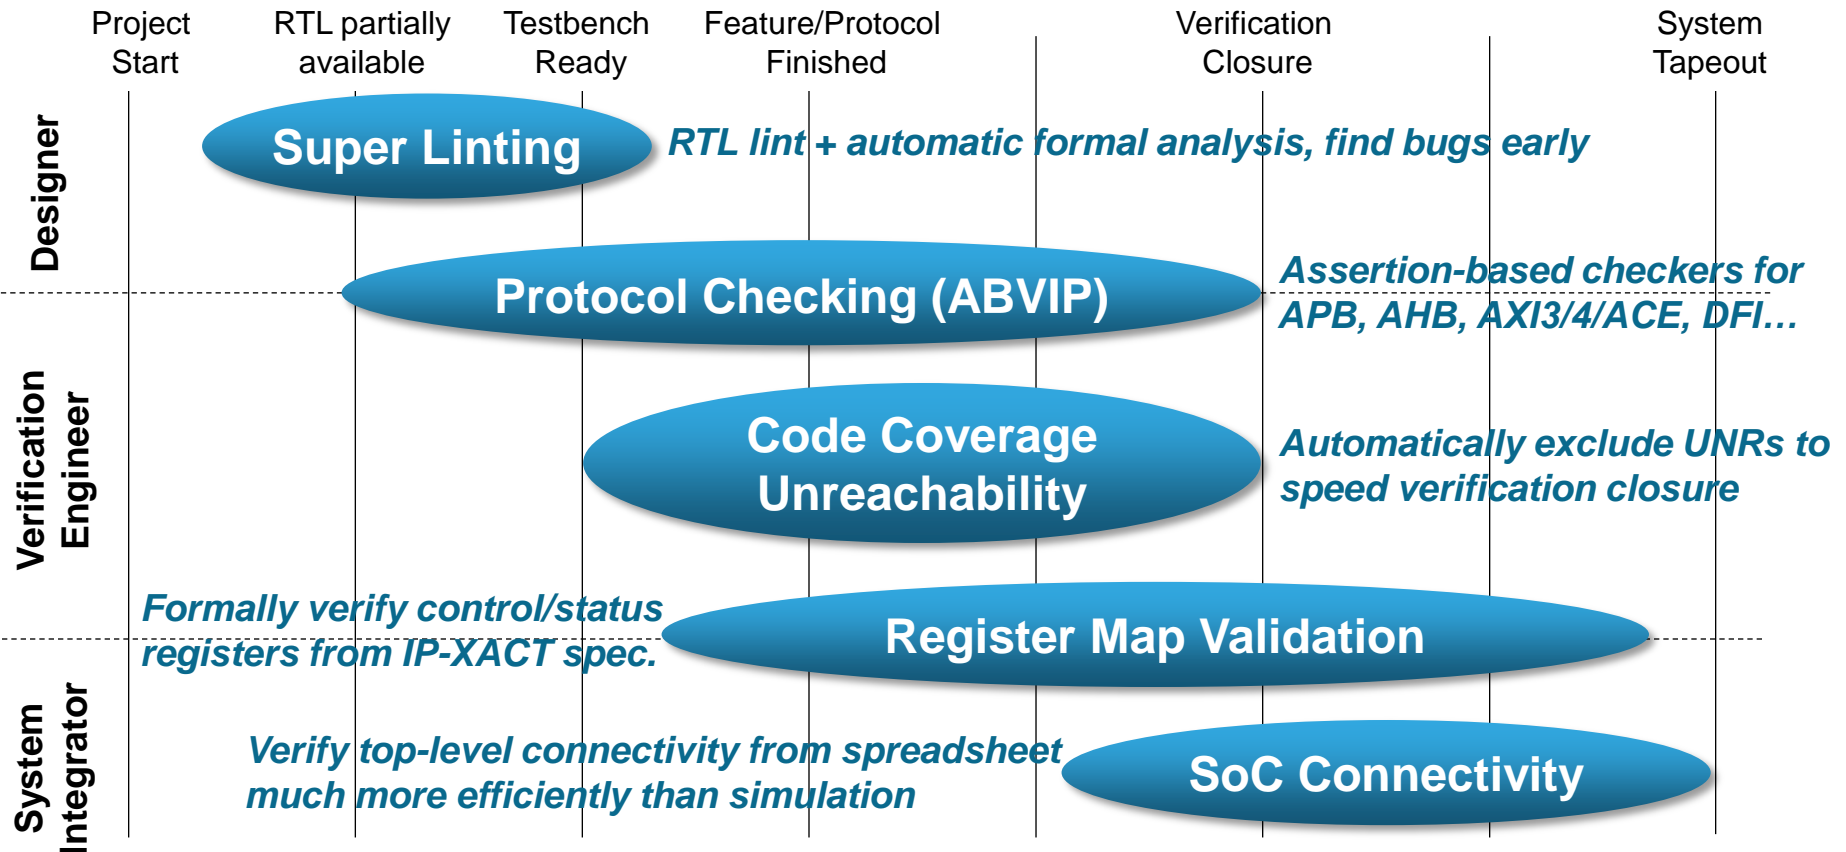 Project
Start
RTL partially
available
Testbench
Ready
Feature/Protocol
Finished
Verification
Closure
System
Tapeout
Designer
Super Linting
RTL lint + automatic formal analysis, find bugs early
Protocol Checking (ABVIP)
Assertion-based checkers for
APB, AHB, AXI3/4/ACE, DFI…
Verification
Engineer
Code Coverage
Unreachability
Automatically exclude UNRs to
speed verification closure
Formally verify control/status
registers from IP-XACT spec.
Register Map Validation
System
Integrator
Verify top-level connectivity from spreadsheet
much more efficiently than simulation
SoC Connectivity